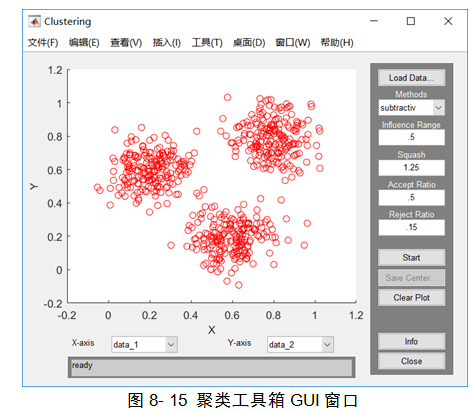 Clustering
文件(F) 编辑(E) 查看(V) 插入(I) 工具(T) 桌面(D) 窗口(W) 帮助(H)
Load Data...
Methods
subtractiv
Influence Range
.5
Squash
1.25
Accept Ratio
.5
Reject Ratio
.15
Start
Save Center...
Clear Plot
Info
Close
1.2
1
0.8
0.6
0.4
0.2
0
-0.2
Y
-0.2 0 0.2 0.4 0.6 0.8 1 1.2
X
X-axis data_1 Y-axis data_2
ready
图 8- 15 聚类工具箱 GUI 窗口